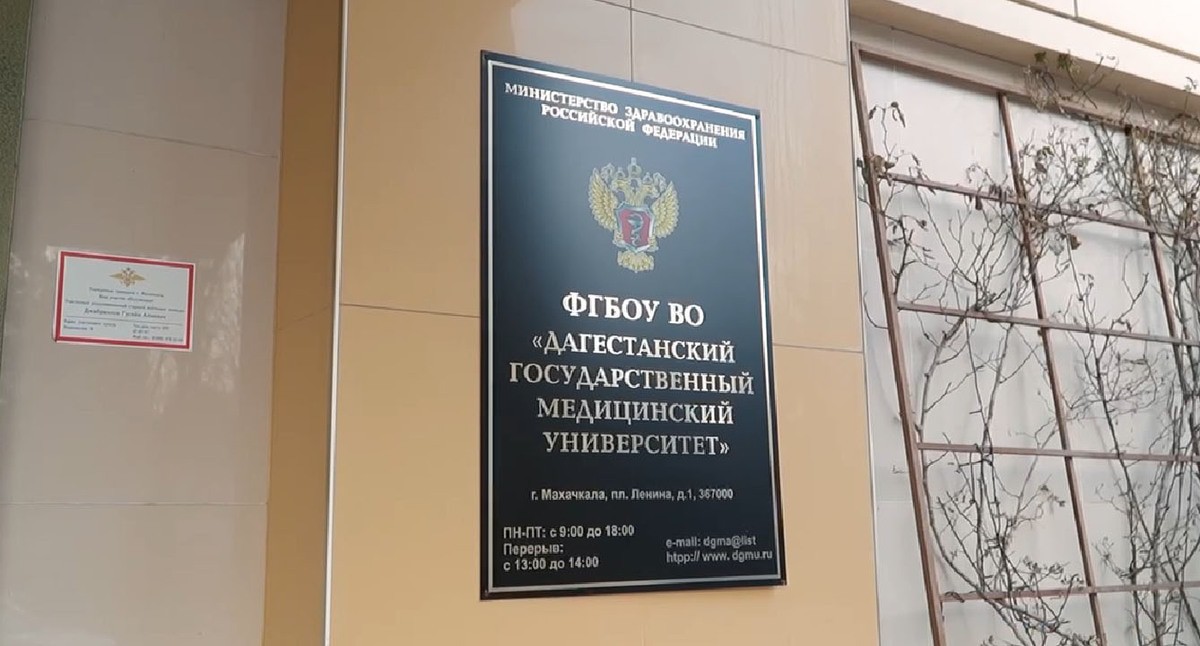 МИНИСТЕРСТВО ЗДРАВООХРАНЕНИЯ
РОССИЙСКОЙ ФЕДЕРАЦИИ
ФГБОУ ВО
«ДАГЕСТАНСКИЙ
ГОСУДАРСТВЕННЫЙ
МЕДИЦИНСКИЙ
УНИВЕРСИТЕТ»
г. Махачкала, пл. Ленина, д.1, 367000
ПН-ПТ: с 9:00 до 18:00
Перерыв:
с 13:00 до 14:00
e-mail: dgma@list
htpp:// www. dgmu.ru